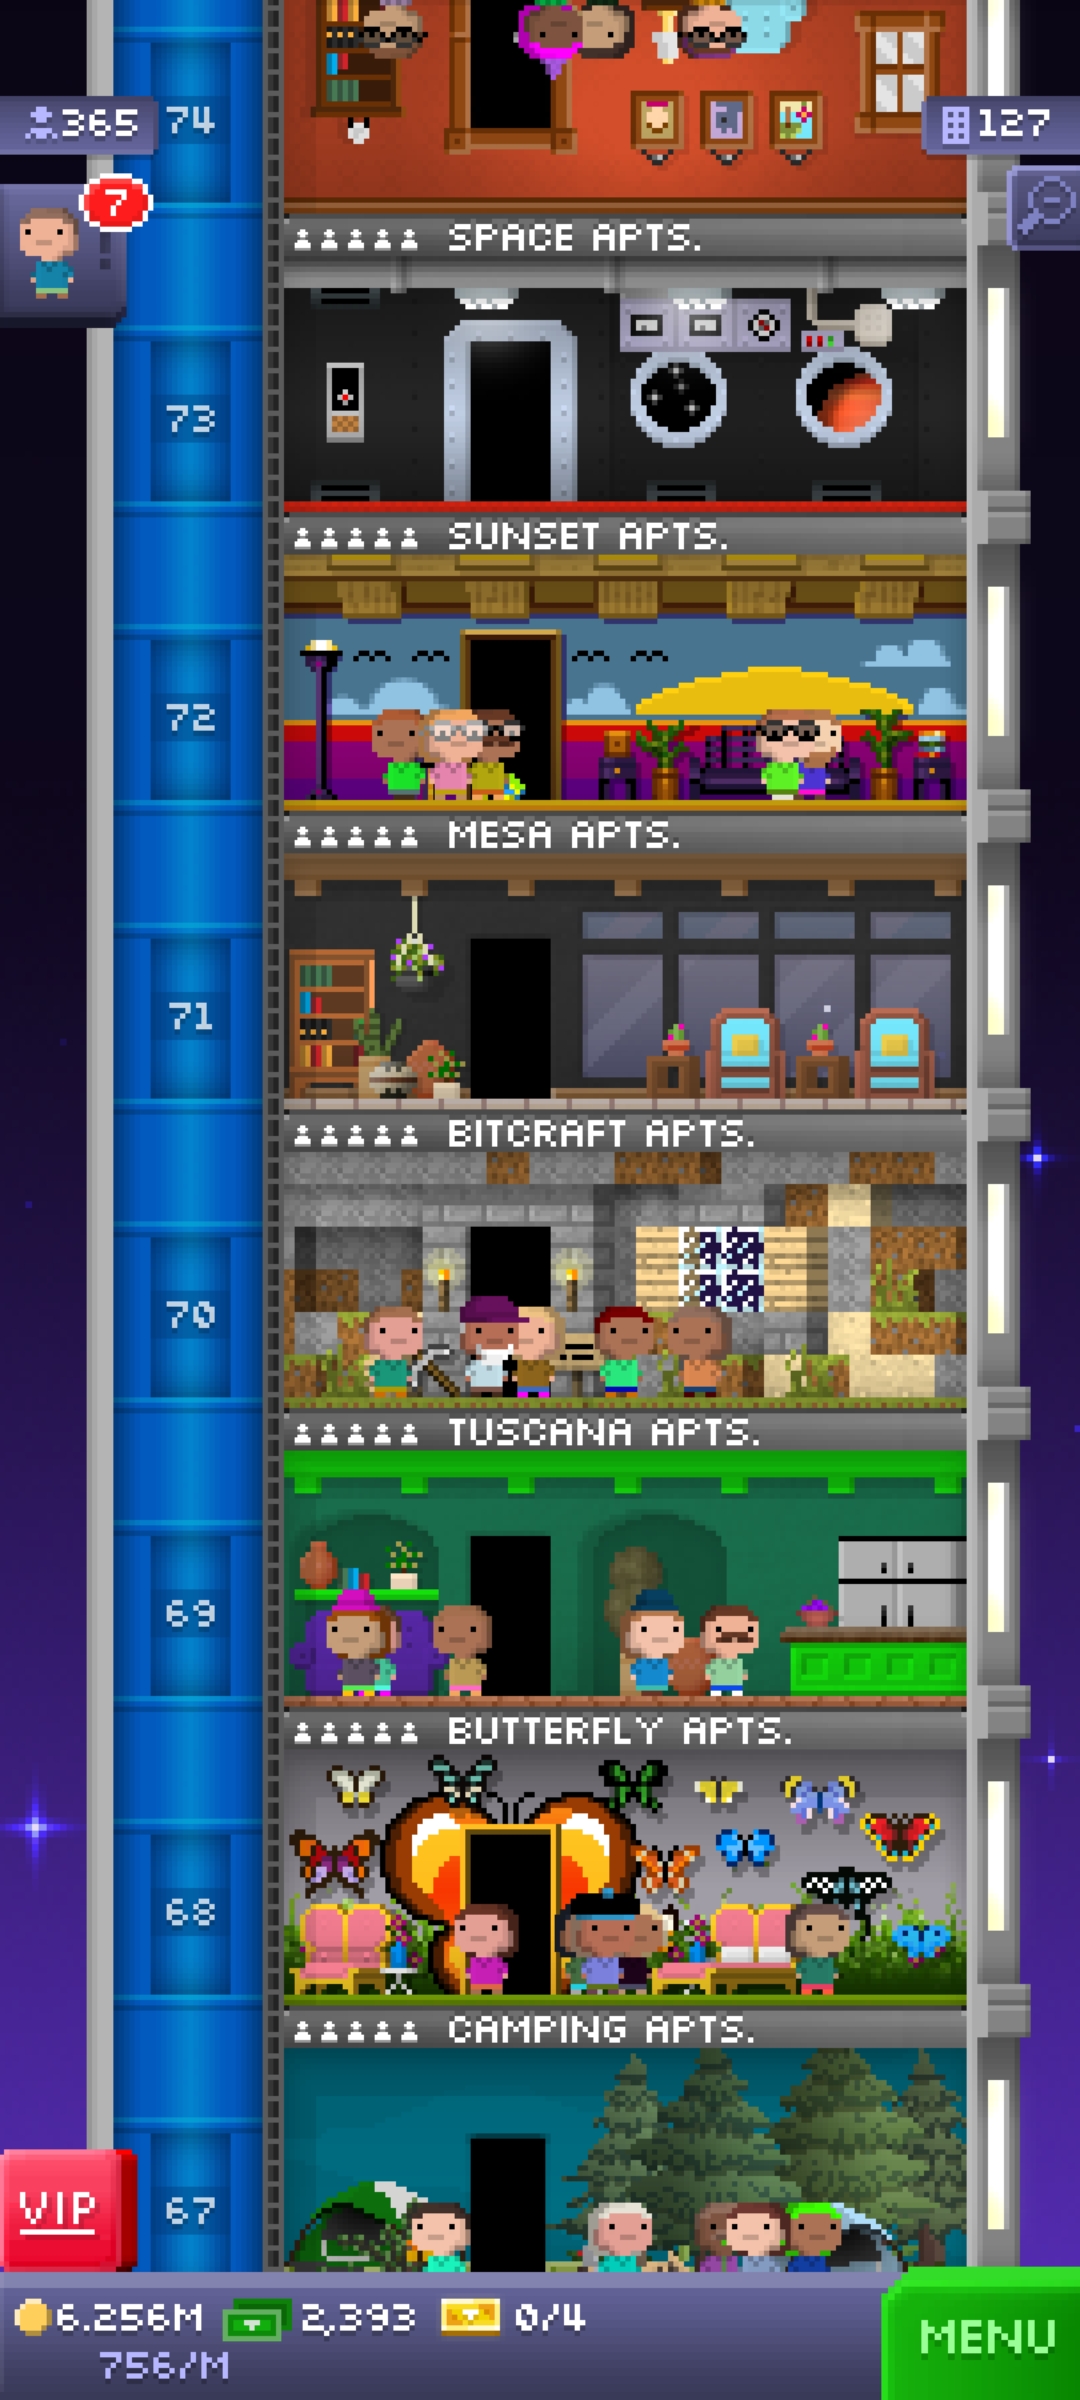 74
365
127
7
SPACE APTS.
73
SUNSET APTS.
72
MESA APTS.
71
BITCRAFT APTS.
70
TUSCANA APTS.
69
BUTTERFLY APTS.
68
CAMPING APTS.
67
VIP
6.256M 2,393 0/4
756/M
MENU